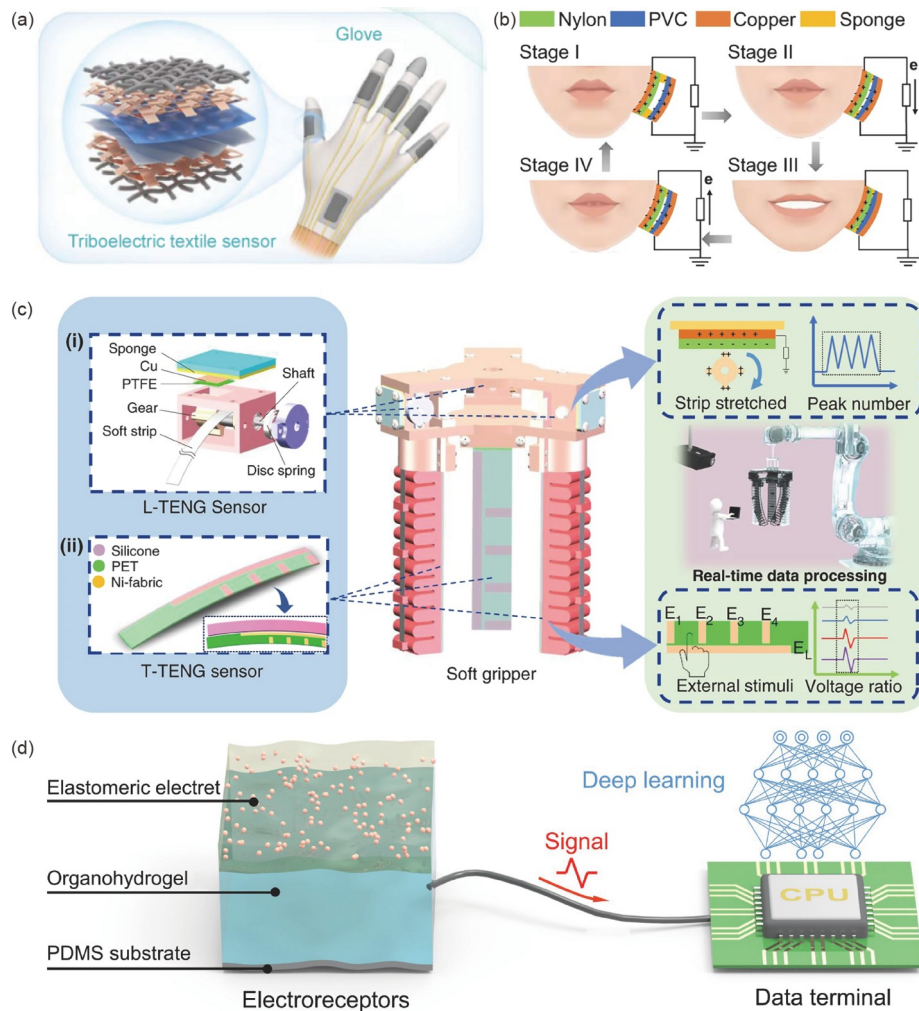 (a)
Glove
Triboelectric textile sensor
(b)
Nylon PVC Copper Sponge
Stage I
Stage II
e
Stage IV
e
Stage III
(c)
(i)
Sponge
Cu
PTFE
Gear
Soft strip
Shaft
Disc spring
L-TENG Sensor
(ii)
Silicone
PET
Ni-fabric
T-TENG sensor
Soft gripper
Strip stretched
Peak number
Real-time data processing
E1 E2 E3 E4
EL
External stimuli
Voltage ratio
(d)
Elastomeric electret
Organohydrogel
PDMS substrate
Electroreceptors
Signal
Deep learning
CPU
Data terminal